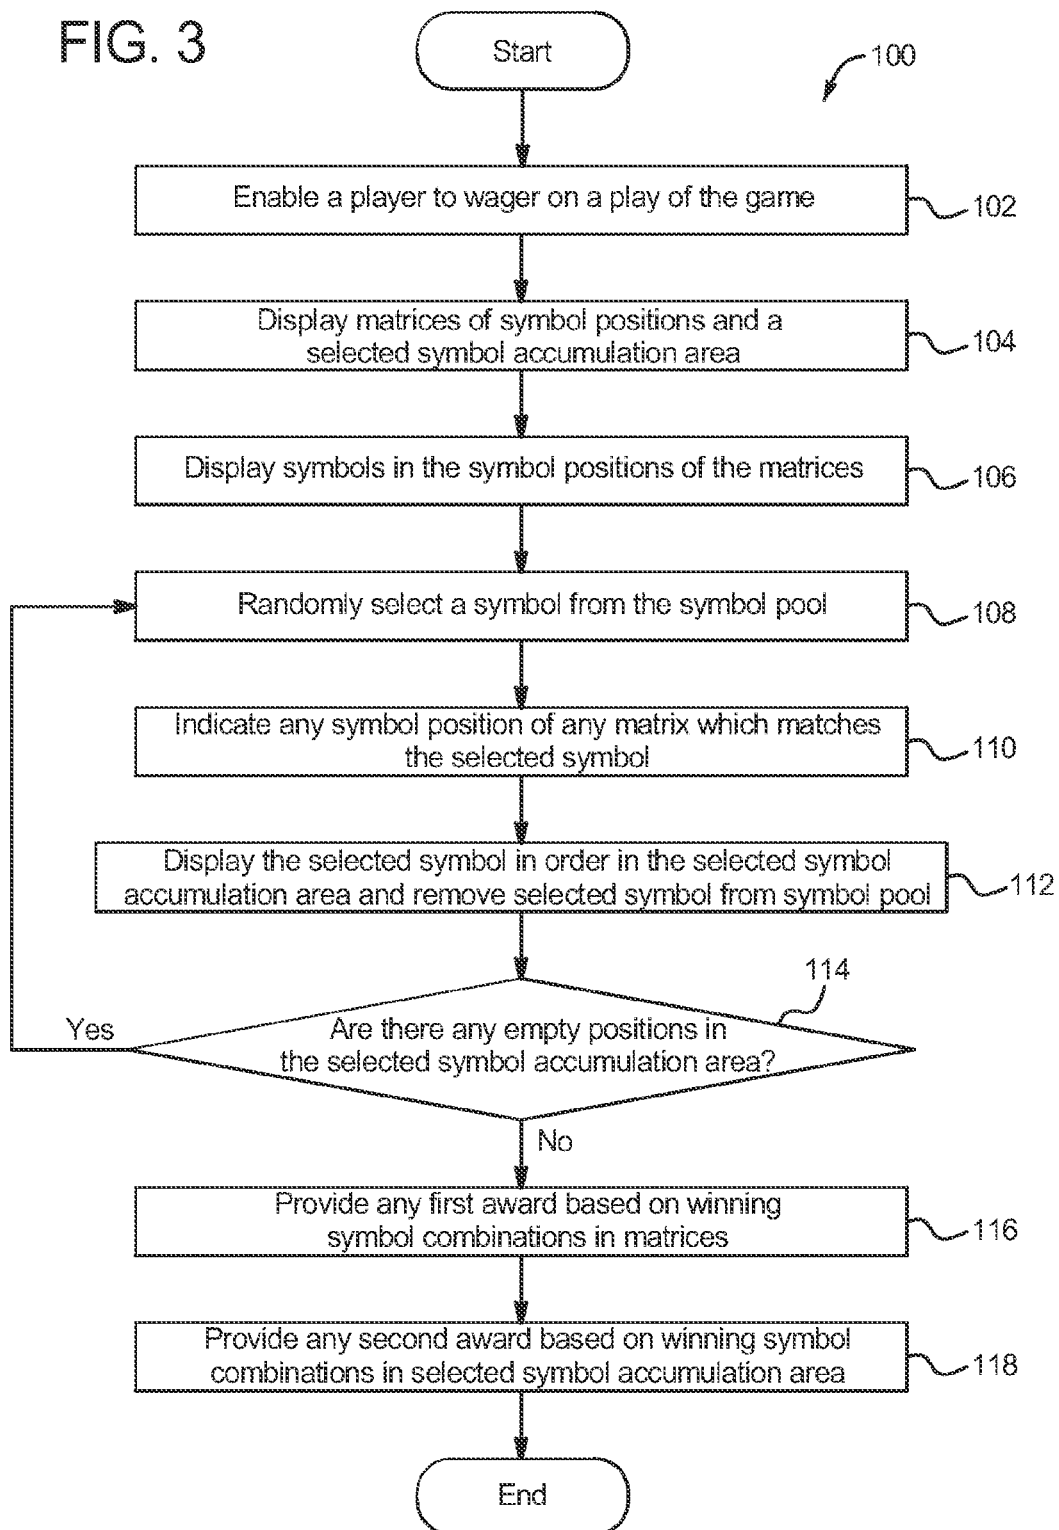 FIG. 3
Start
100
Enable a player to wager on a play of the game
102
Display matrices of symbol positions and a
selected symbol accumulation area
104
Display symbols in the symbol positions of the matrices
106
Randomly select a symbol from the symbol pool
108
Indicate any symbol position of any matrix which matches
the selected symbol
110
Display the selected symbol in order in the selected symbol
accumulation area and remove selected symbol from symbol pool
112
114
Yes
Are there any empty positions in
the selected symbol accumulation area?
No
Provide any first award based on winning
symbol combinations in matrices
116
Provide any second award based on winning symbol
combinations in selected symbol accumulation area
118
End